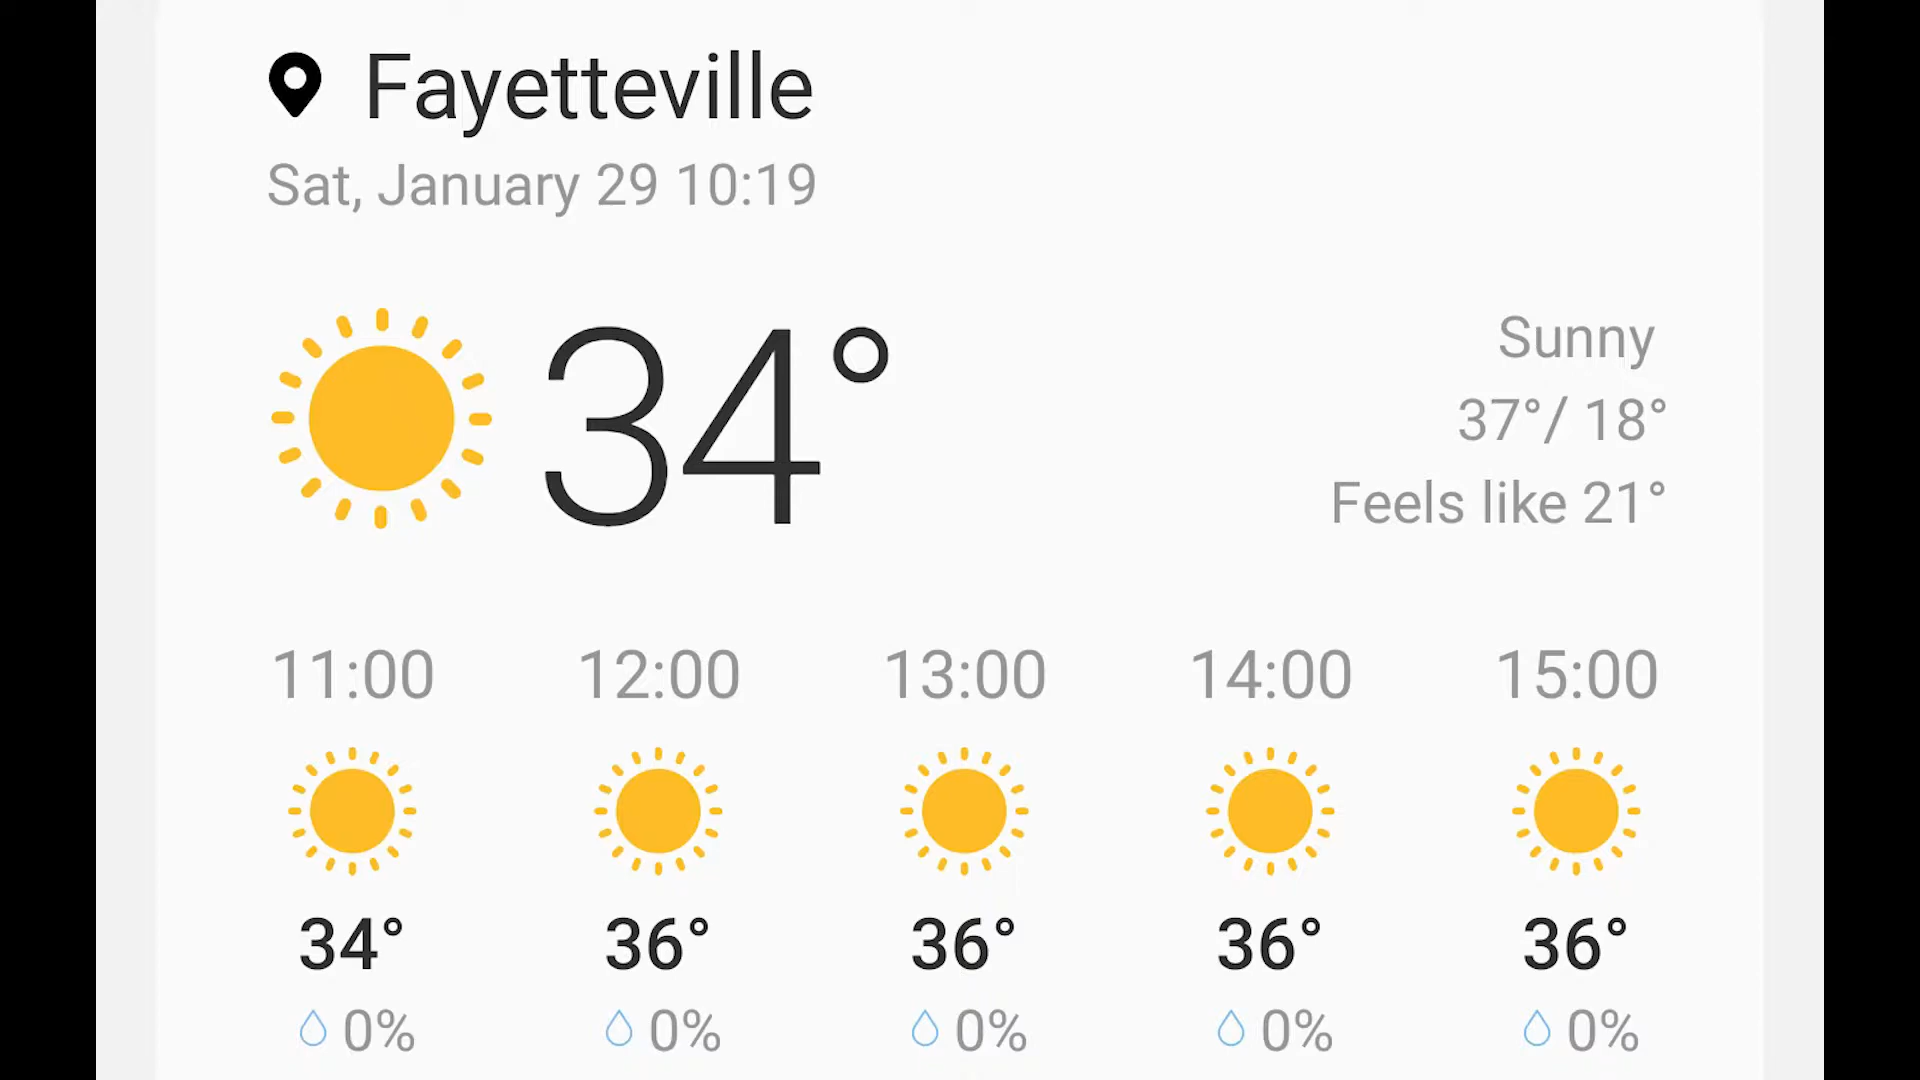 Fayetteville
Sat, January 29 10:19
34°
Sunny
37°/ 18°
Feels like 21°
11:00 12:00 13:00 14:00 15:00
34° 36° 36° 36° 36°
0% 0% 0% 0% 0%